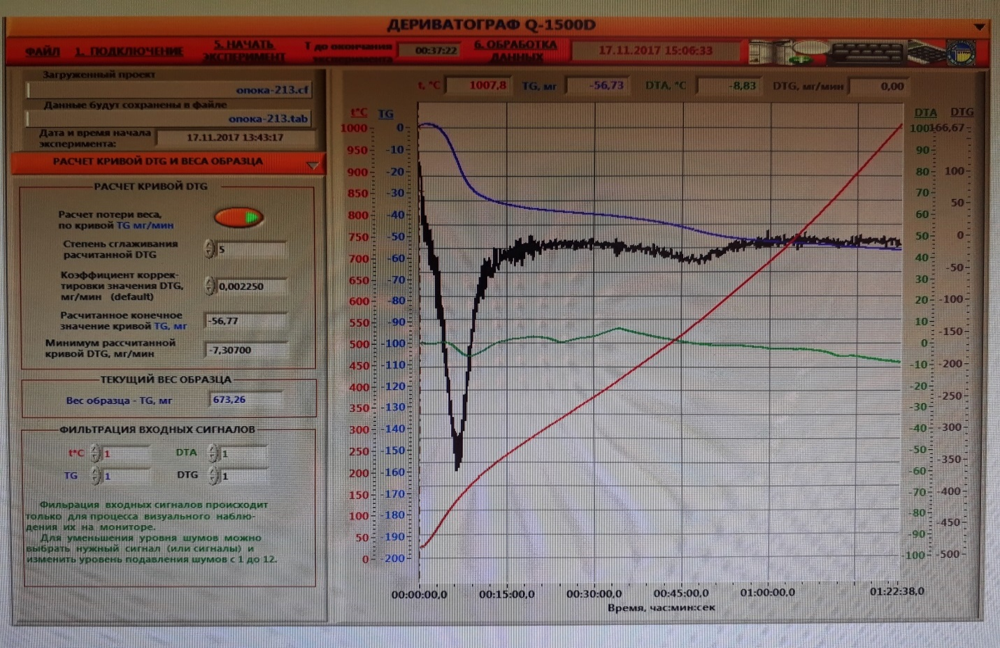 ДЕРИВАТОГРАФ Q-1500D
ФАЙЛ 1. ПОДКЛЮЧЕНИЕ 5. НАЧАТЬ ЭКСПЕРИМЕНТ T до окончания эксперимента 00:37:22 6. ОБРАБОТКА ДАННЫХ 17.11.2017 15:06:33
Загруженный проект
опока-213.cf
Данные будут сохранены в файле
опока-213.tab
Дата и время начала
эксперимента:
17.11.2017 13:43:17
РАСЧЕТ КРИВОЙ DTG И ВЕСА ОБРАЗЦА
РАСЧЕТ КРИВОЙ DTG
Расчет потери веса,
по кривой TG мг/мин
Степень сглаживания
расчитанной DTG
5
Коэффициент коррек-
тировки значения DTG,
мг/мин (default)
0,002250
Расчитанное конечное
значение кривой TG, мг
-56,77
Минимум рассчитанной
кривой DTG, мг/мин
-7,30700
ТЕКУЩИЙ ВЕС ОБРАЗЦА
Вес образца - TG, мг 673,26
ФИЛЬТРАЦИЯ ВХОДНЫХ СИГНАЛОВ
t°C 1 DTA 1
TG 1 DTG 1
Фильрация входных сигналов происходит
только для процесса визуального наблю-
дения их на мониторе.
Для уменьшения уровня шумов можно
выбрать нужный сигнал (или сигналы) и
изменить уровень подавления шумов с 1 до 12.
t, °C 1007,8 TG, мг -56,73 DTA, °C -8,83 DTG, мг/мин 0,00
t°C TG DTA DTG
1000 0 100 166,67
950 -10 90
900 -20 80 100
850 -30 70 50
800 -40 60
750 -50 50 0
700 -60 40 -50
650 -70 30
600 -80 20 -100
550 -90 10 -150
500 -100 0
450 -110 -10 -200
400 -120 -20 -250
350 -130 -30
300 -140 -40 -300
250 -150 -50 -350
200 -160 -60
150 -170 -70 -400
100 -180 -80 -450
50 -190 -90
0 -200 -100 -500
00:00:00,0 00:15:00,0 00:30:00,0 00:45:00,0 01:00:00,0 01:22:38,0
Время, час:мин:сек